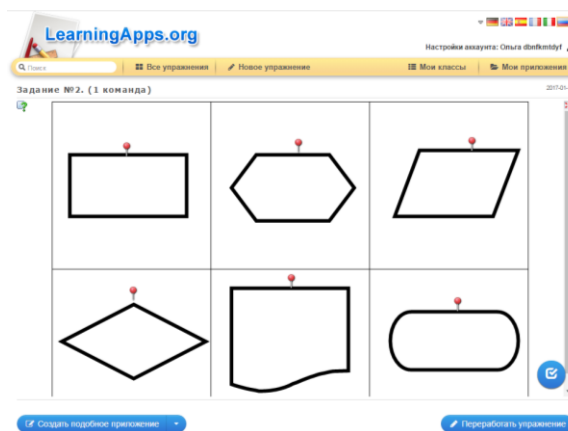 LearningApps.org
Настройки аккаунта: Ольга dbnfkmtdyf
Поиск
Все упражнения
Новое упражнение
Мои классы
Мои приложения
Задание №2. (1 команда)
Создать подобное приложение
Переработать упражнение